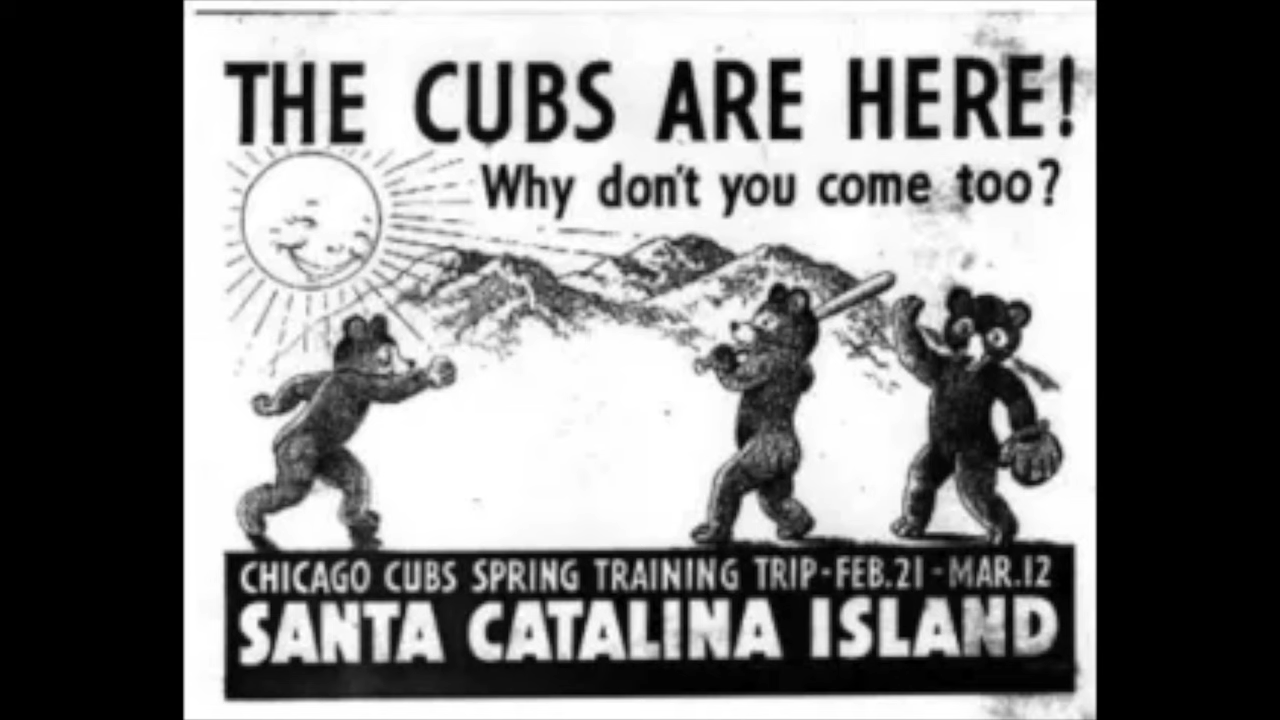 THE CUBS ARE HERE!
Why don't you come too?
CHICAGO CUBS SPRING TRAINING TRIP-FEB.21-MAR.12
SANTA CATALINA ISLAND